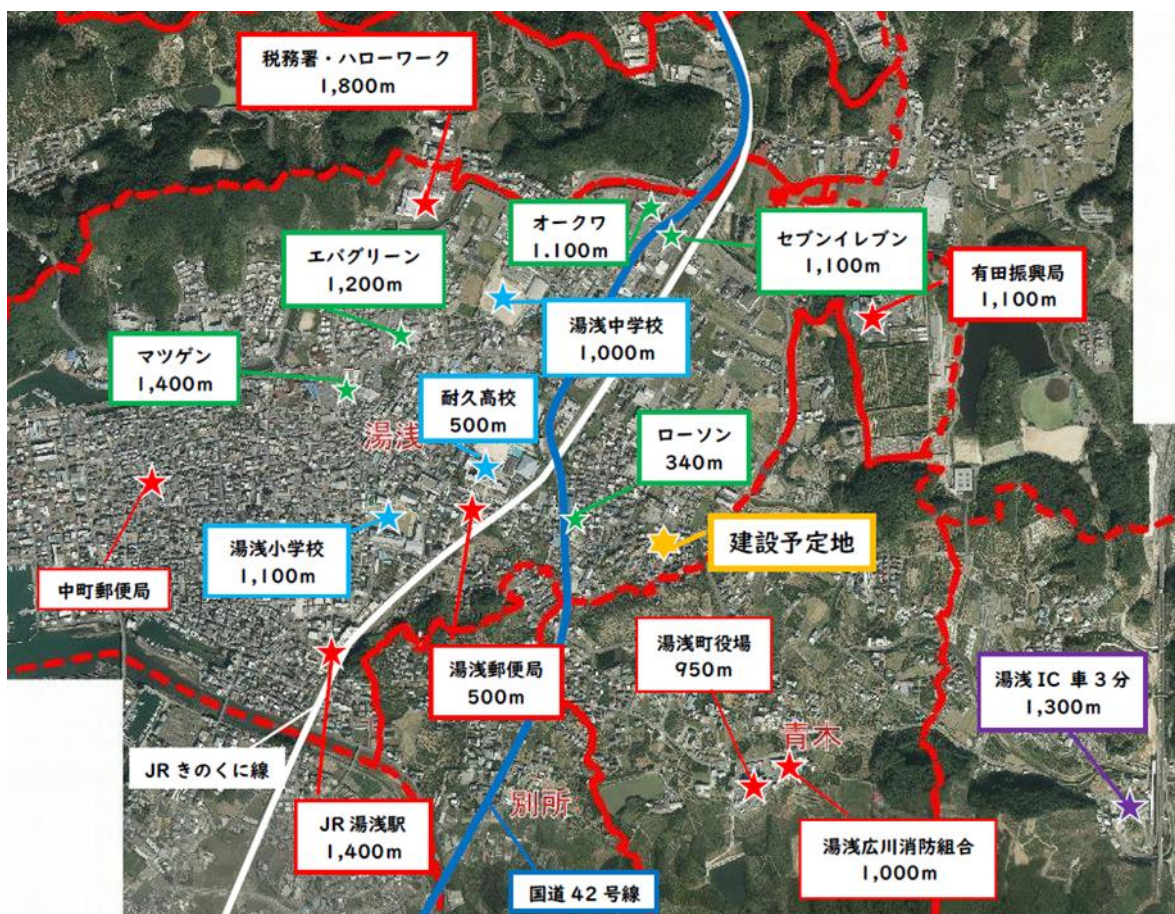 税務署・ハローワーク
1,800m
オークワ
1.100m
セブンイレブン
1,100m
エバグリーン
1,200m
有田振興局
1,100m
湯浅中学校
1,000m
マツゲン
1,400m
耐久高校
500m
湯浅
ローソン
340m
建設予定地
湯浅小学校
1,100m
中町郵便局
湯浅郵便局
500m
湯浅町役場
950m
湯浅IC 車3分
1,300m
青木
JRきのくに線
別所
JR湯浅駅
1,400m
湯浅広川消防組合
1,000m
国道42号線